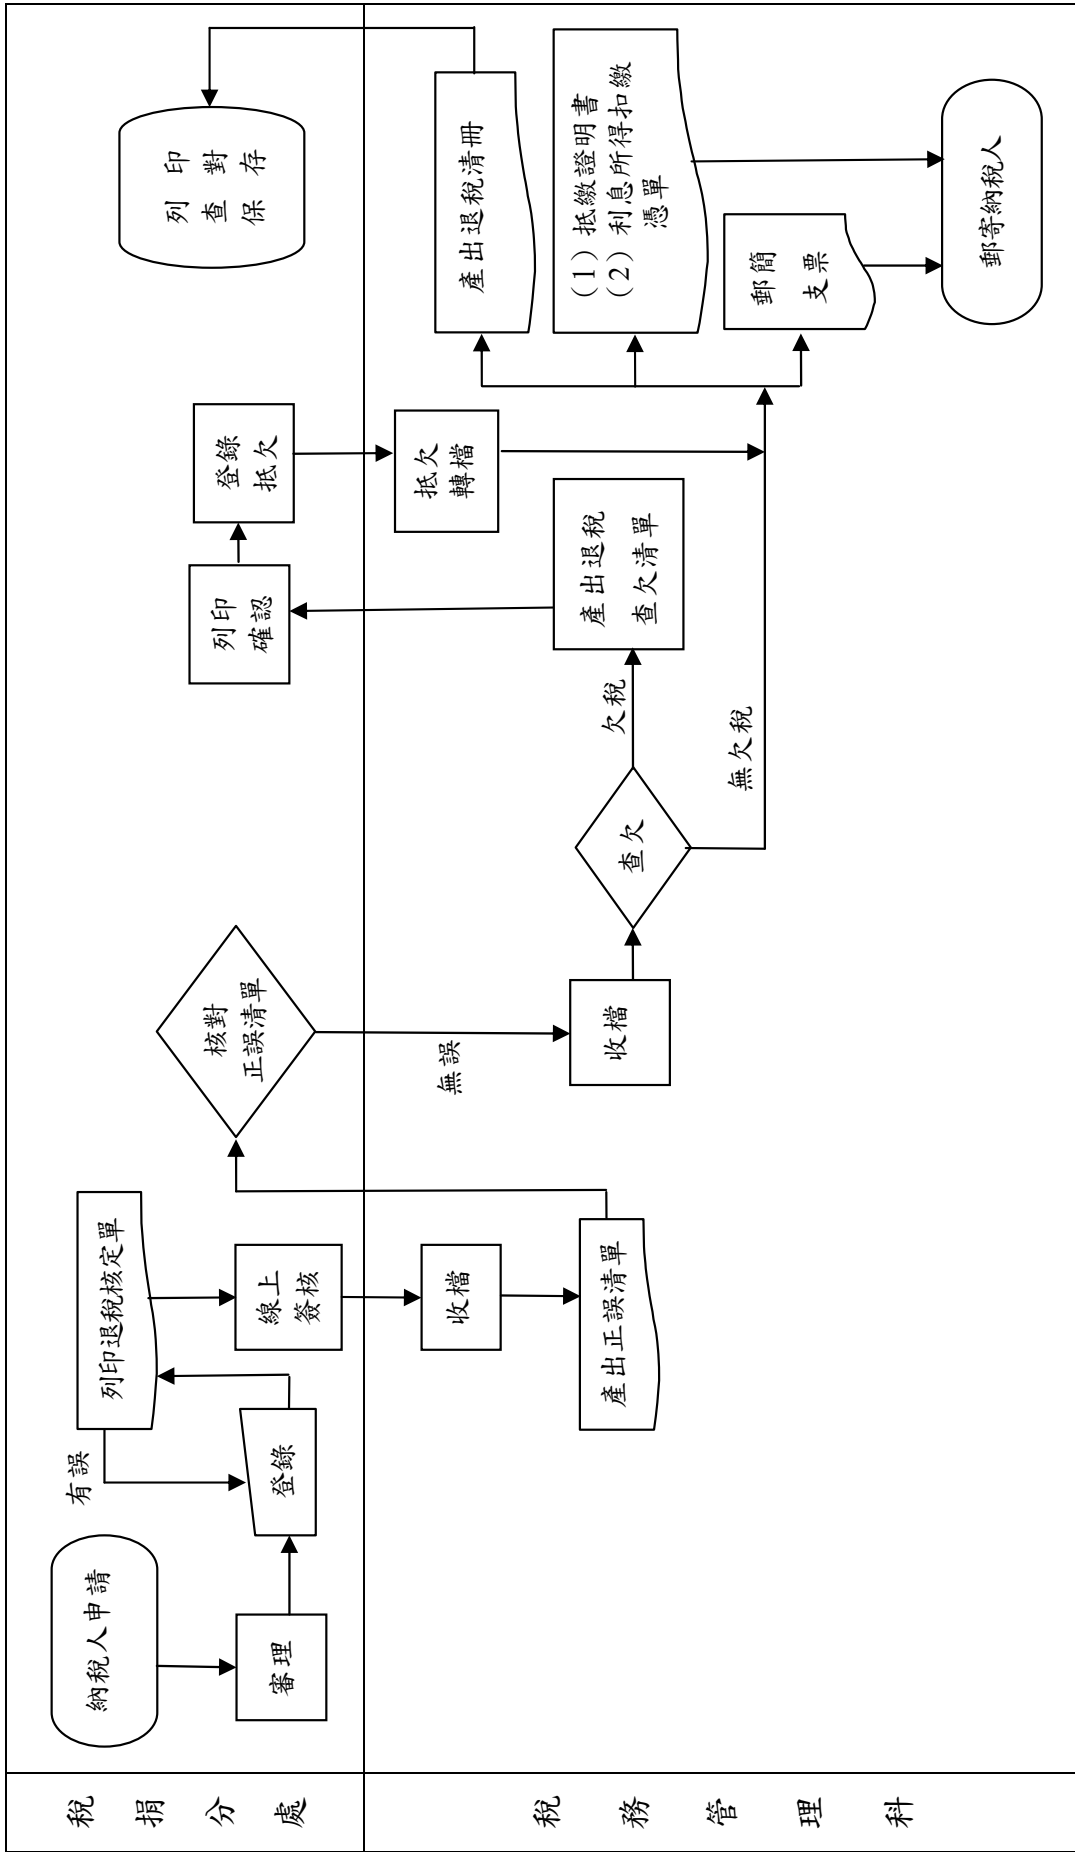 稅捐分處
稅務管理科
納稅人申請
審理
登錄
有誤
列印退稅核定單
線上
簽核
收檔
產出正誤清單
核對
正誤清單
無誤
收檔
查欠
欠稅
無欠稅
產出退稅
查欠清單
列印
確認
登錄
抵欠
抵欠
轉檔
產出退稅清冊
列印
查對
保存
(1)抵繳證明書
(2)利息所得扣繳
憑單
郵簡
支票
郵寄納稅人